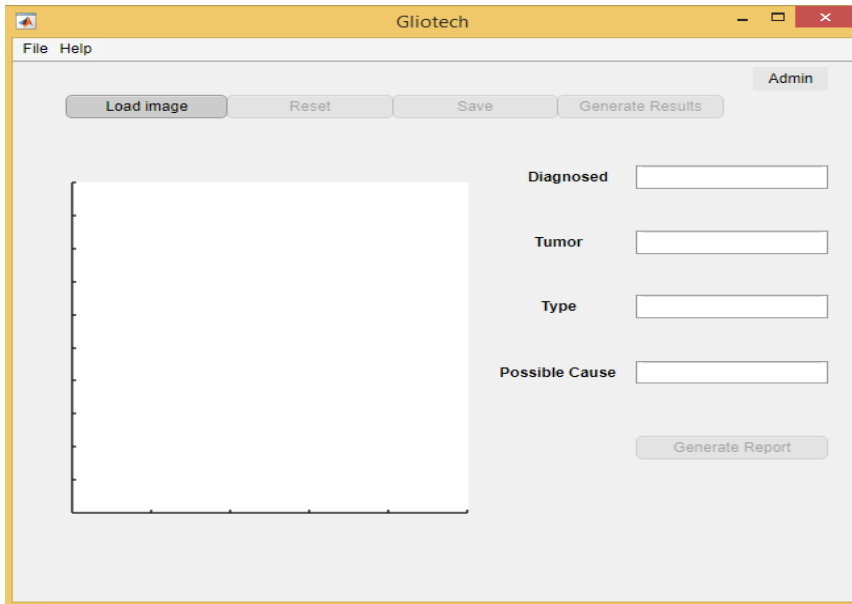 Gliotech
File Help
Admin
Load image Reset Save Generate Results
Diagnosed
Tumor
Type
Possible Cause
Generate Report